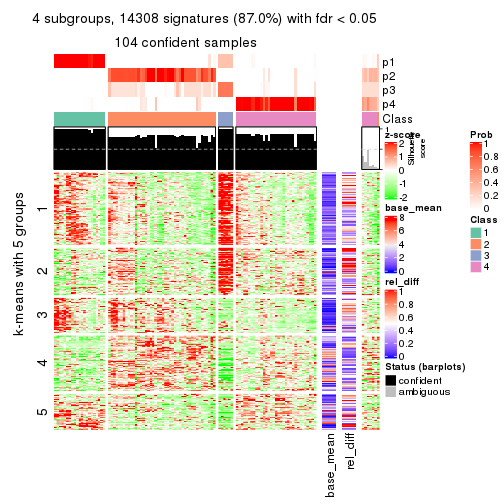 4 subgroups, 14308 signatures (87.0%) with fdr < 0.05
104 confident samples
p1
p2
p3
p4
Class
1
Silhouette
score
k-means with 5 groups
1
2
3
4
5
base_mean
rel_diff
z-score
2
1
0
-1
-2
base_mean
8
6
4
2
0
rel_diff
1
0.8
0.6
0.4
0.2
0
Status (barplots)
confident
ambiguous
Prob
1
0.8
0.6
0.4
0.2
0
Class
1
2
3
4